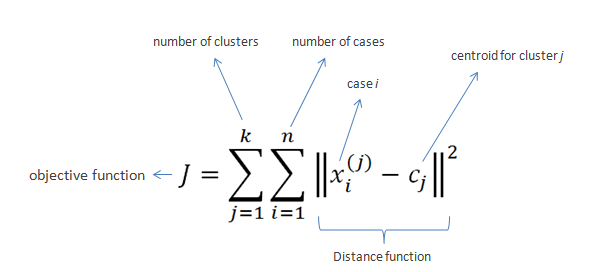 number of clusters
number of cases
centroid for cluster j
case i
k n
objective function J = ∑ ∑ ‖x_i^(j) − c_j‖^2
j=1 i=1
Distance function